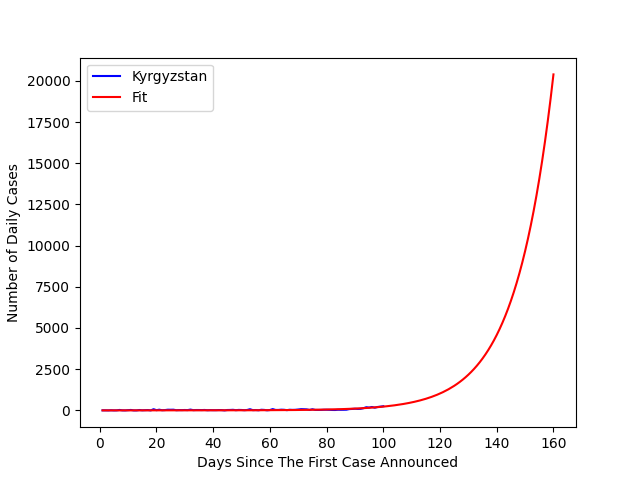 Kyrgyzstan
Fit
20000
17500
15000
12500
10000
7500
5000
2500
0
0 20 40 60 80 100 120 140 160
Number of Daily Cases
Days Since The First Case Announced